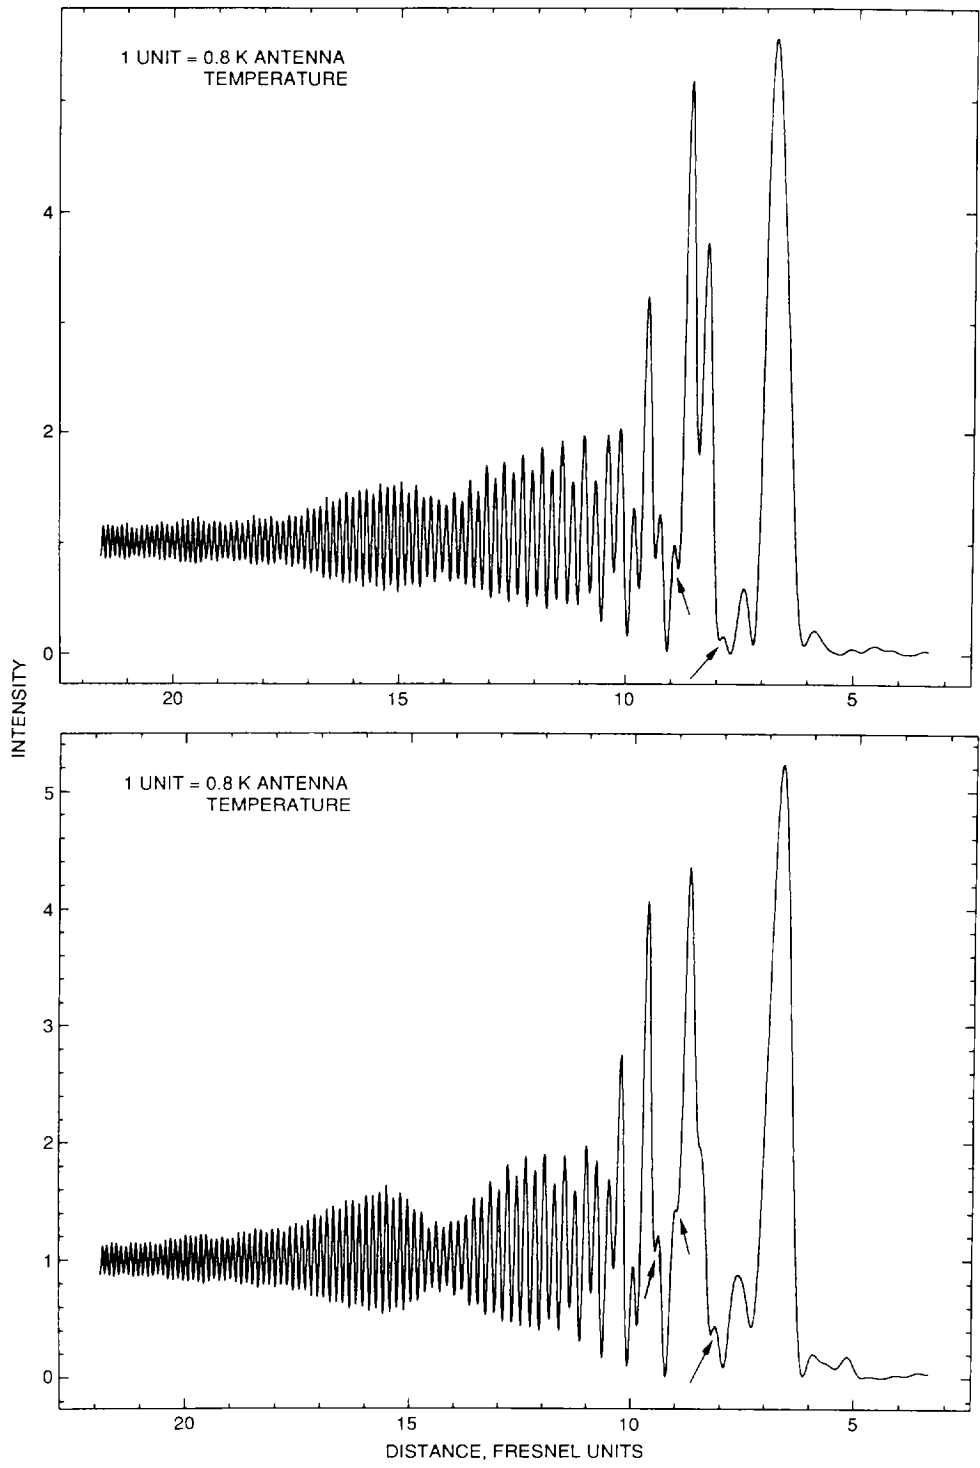 1 UNIT = 0.8 K ANTENNA
TEMPERATURE
4
2
0
20 15 10 5
INTENSITY
1 UNIT = 0.8 K ANTENNA
TEMPERATURE
5
4
3
2
1
0
20 15 10 5
DISTANCE, FRESNEL UNITS